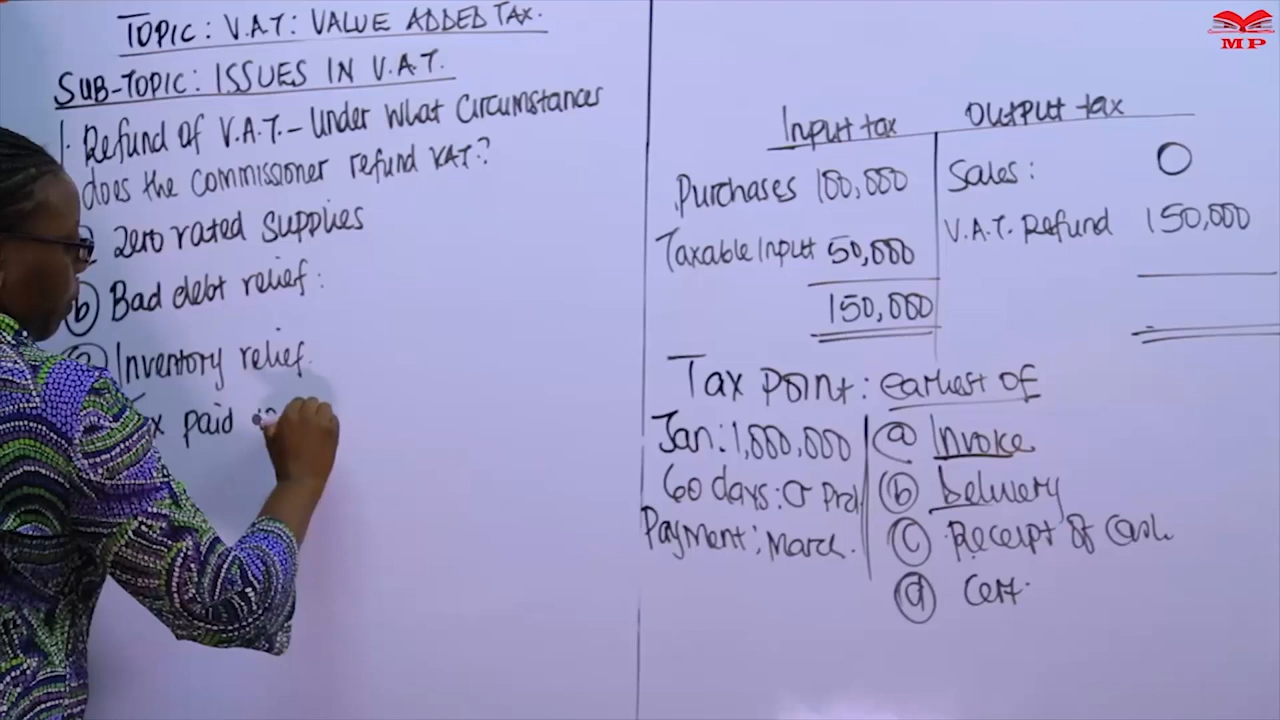 TOPIC: V.A.T: VALUE ADDED TAX.
SUB-TOPIC: ISSUES IN V.A.T.
1. Refund of V.A.T. – Under what Circumstances
does the Commissioner refund VAT?
zero rated supplies
b Bad debt relief:
Inventory relief.
paid
Input tax
Purchases 100,000
Taxable Input 50,000
150,000
Output tax
Sales: O
V.A.T. Refund 150,000
Tax point: earliest of
Jan: 1,000,000
60 days: Cr Prd
Payment: March.
a Invoice
b Delivery
c Receipt of Cash
d Cert.
MP